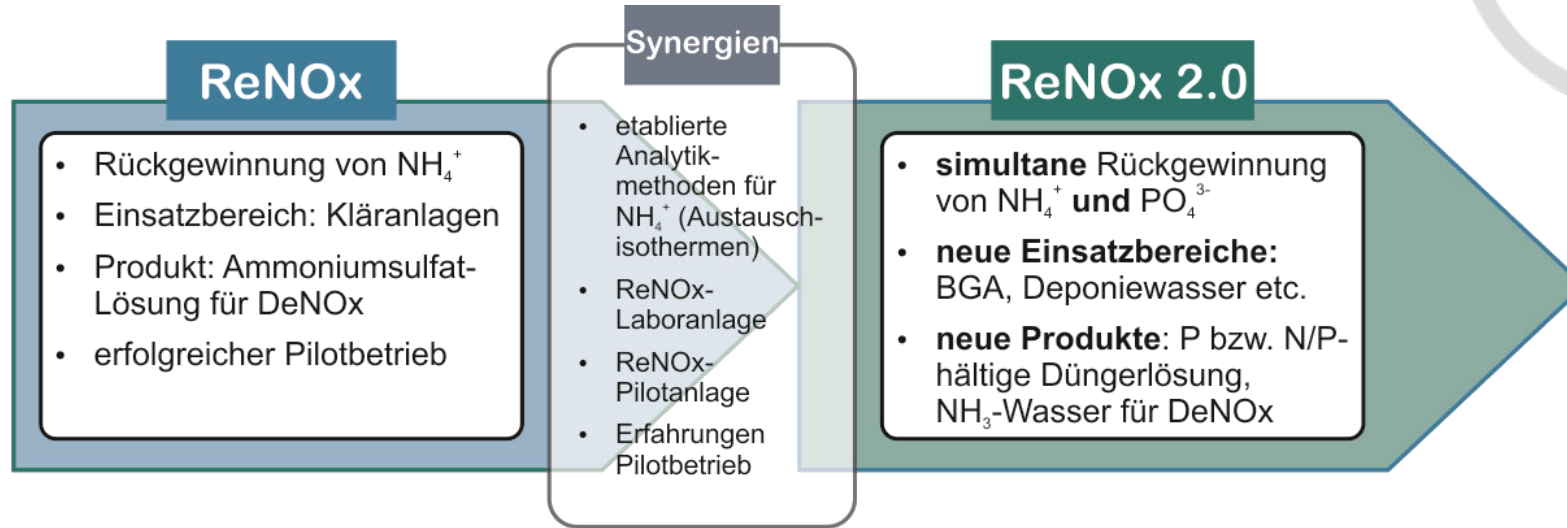 ReNOx
• Rückgewinnung von NH₄⁺
• Einsatzbereich: Kläranlagen
• Produkt: Ammoniumsulfat-
Lösung für DeNOx
• erfolgreicher Pilotbetrieb
Synergien
• etablierte
Analytik-
methoden für
NH₄⁺ (Austausch-
isothermen)
• ReNOx-
Laboranlage
• ReNOx-
Pilotanlage
• Erfahrungen
Pilotbetrieb
ReNOx 2.0
• simultane Rückgewinnung
von NH₄⁺ und PO₄³⁻
• neue Einsatzbereiche:
BGA, Deponiewasser etc.
• neue Produkte: P bzw. N/P-
hältige Düngerlösung,
NH₃-Wasser für DeNOx